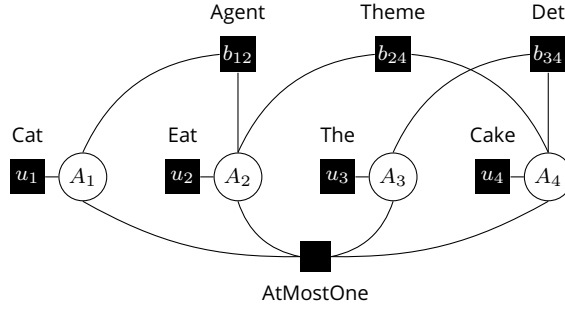 Agent Theme Det
b12 b24 b34
Cat Eat The Cake
u1 A1 u2 A2 u3 A3 u4 A4
AtMostOne